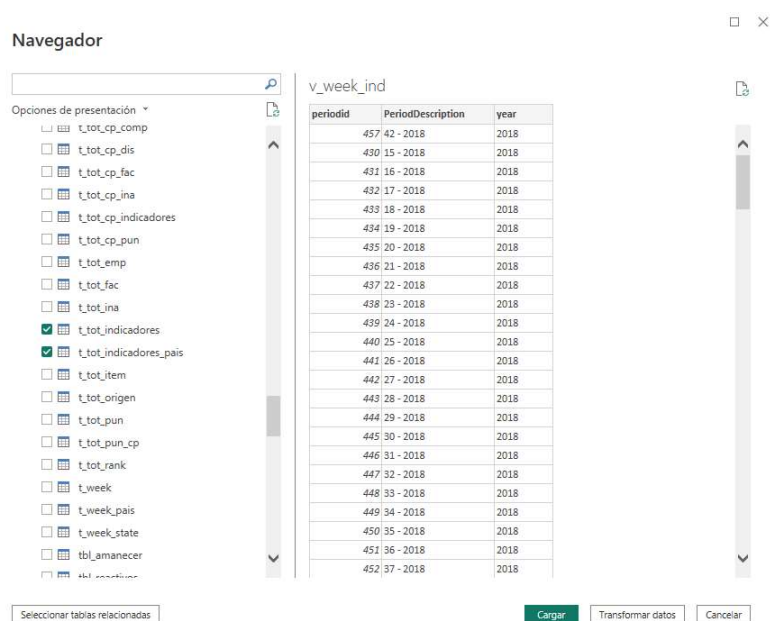 Navegador
Opciones de presentación
t_tot_cp_comp
t_tot_cp_dis
t_tot_cp_fac
t_tot_cp_ina
t_tot_cp_indicadores
t_tot_cp_pun
t_tot_emp
t_tot_fac
t_tot_ina
t_tot_indicadores
t_tot_indicadores_pais
t_tot_item
t_tot_origen
t_tot_pun
t_tot_pun_cp
t_tot_rank
t_week
t_week_pais
t_week_state
tbl_amanecer
tbl_reactivos
v_week_ind
periodid PeriodDescription year
457 42 - 2018 2018
430 15 - 2018 2018
431 16 - 2018 2018
432 17 - 2018 2018
433 18 - 2018 2018
434 19 - 2018 2018
435 20 - 2018 2018
436 21 - 2018 2018
437 22 - 2018 2018
438 23 - 2018 2018
439 24 - 2018 2018
440 25 - 2018 2018
441 26 - 2018 2018
442 27 - 2018 2018
443 28 - 2018 2018
444 29 - 2018 2018
445 30 - 2018 2018
446 31 - 2018 2018
447 32 - 2018 2018
448 33 - 2018 2018
449 34 - 2018 2018
450 35 - 2018 2018
451 36 - 2018 2018
452 37 - 2018 2018
Seleccionar tablas relacionadas
Cargar
Transformar datos
Cancelar